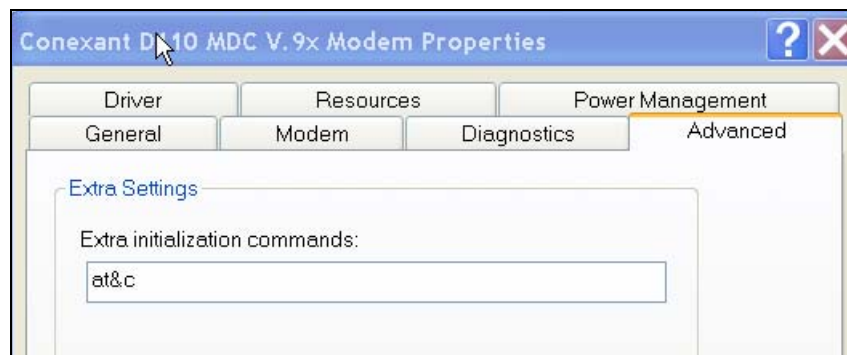 Conexant D110 MDC V.9x Modem Properties
Driver Resources Power Management
General Modem Diagnostics Advanced
Extra Settings
Extra initialization commands:
at&c